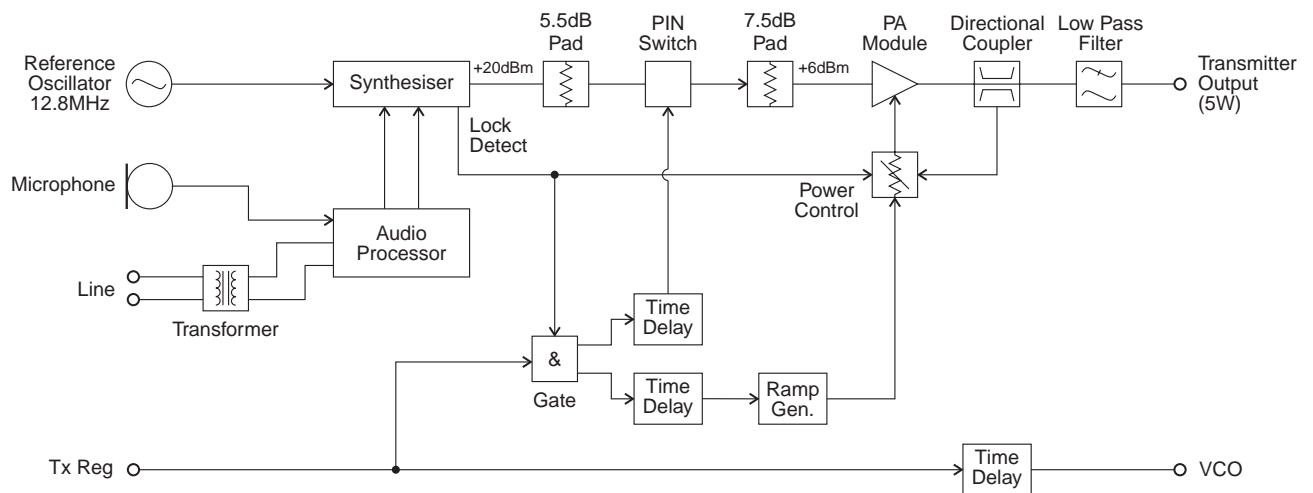 5.5dB
Pad
PIN
Switch
7.5dB
Pad
PA
Module
Directional
Coupler
Low Pass
Filter
Reference
Oscillator
12.8MHz
Synthesiser
+20dBm
+6dBm
Transmitter
Output
(5W)
Lock
Detect
Microphone
Power
Control
Audio
Processor
Line
Transformer
Time
Delay
&
Gate
Time
Delay
Ramp
Gen.
Tx Reg
Time
Delay
VCO